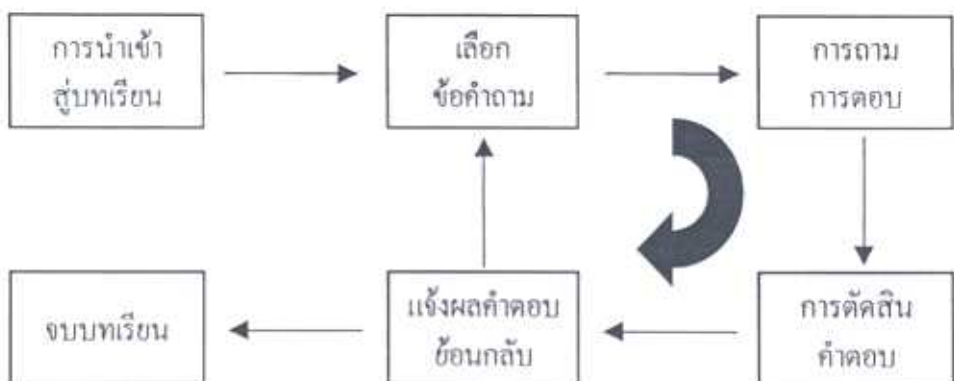 การนำเข้า
สู่บทเรียน
เลือก
ข้อคำถาม
การถาม
การตอบ
จบบทเรียน
แจ้งผลคำตอบ
ย้อนกลับ
การตัดสิน
คำตอบ